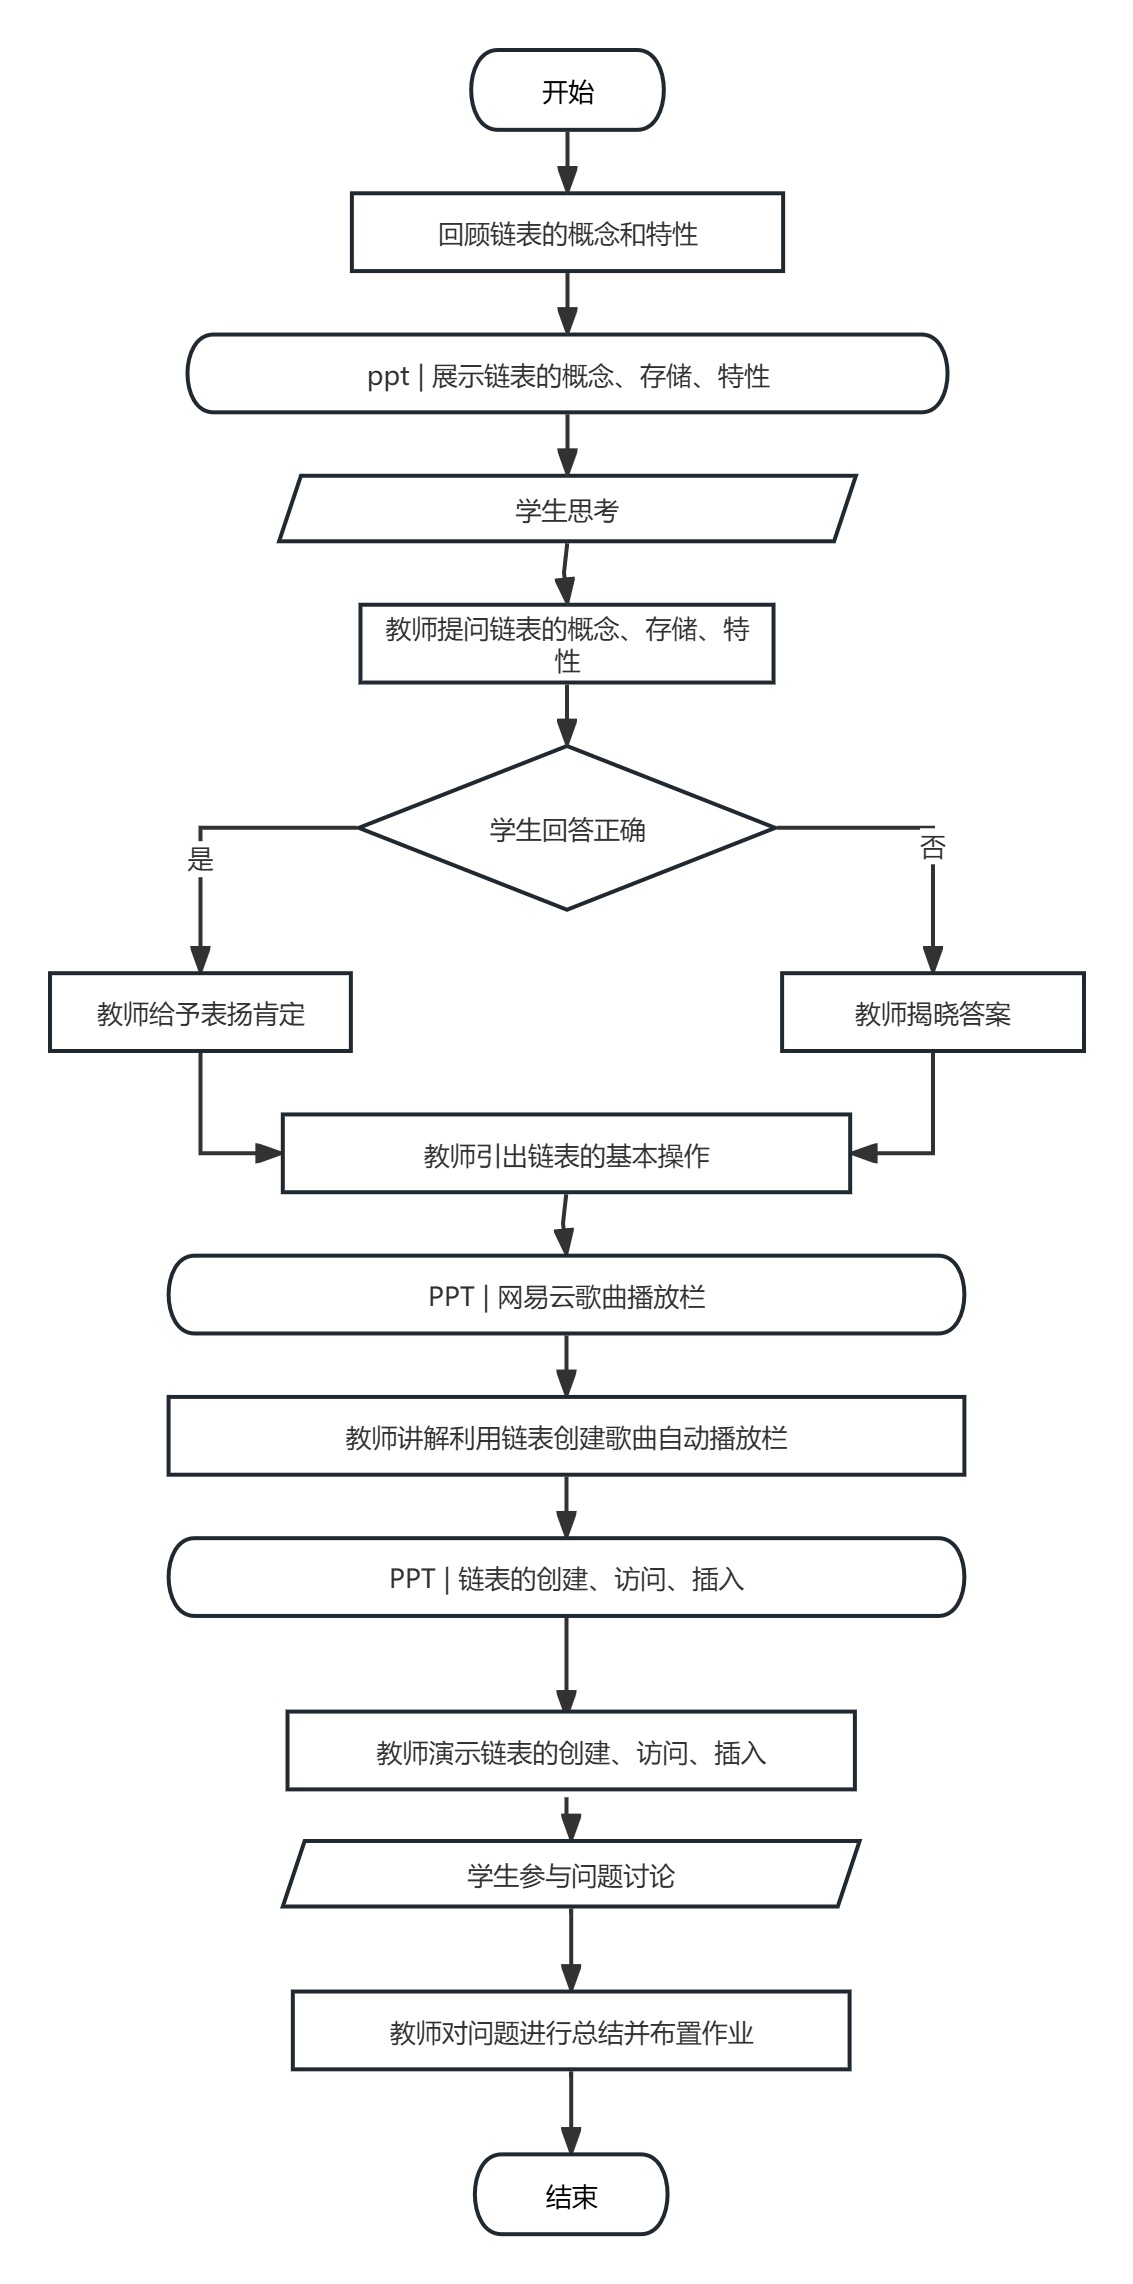 开始
回顾链表的概念和特性
ppt | 展示链表的概念、存储、特性
学生思考
教师提问链表的概念、存储、特
性
学生回答正确
是
否
教师给予表扬肯定
教师揭晓答案
教师引出链表的基本操作
PPT | 网易云歌曲播放栏
教师讲解利用链表创建歌曲自动播放栏
PPT | 链表的创建、访问、插入
教师演示链表的创建、访问、插入
学生参与问题讨论
教师对问题进行总结并布置作业
结束